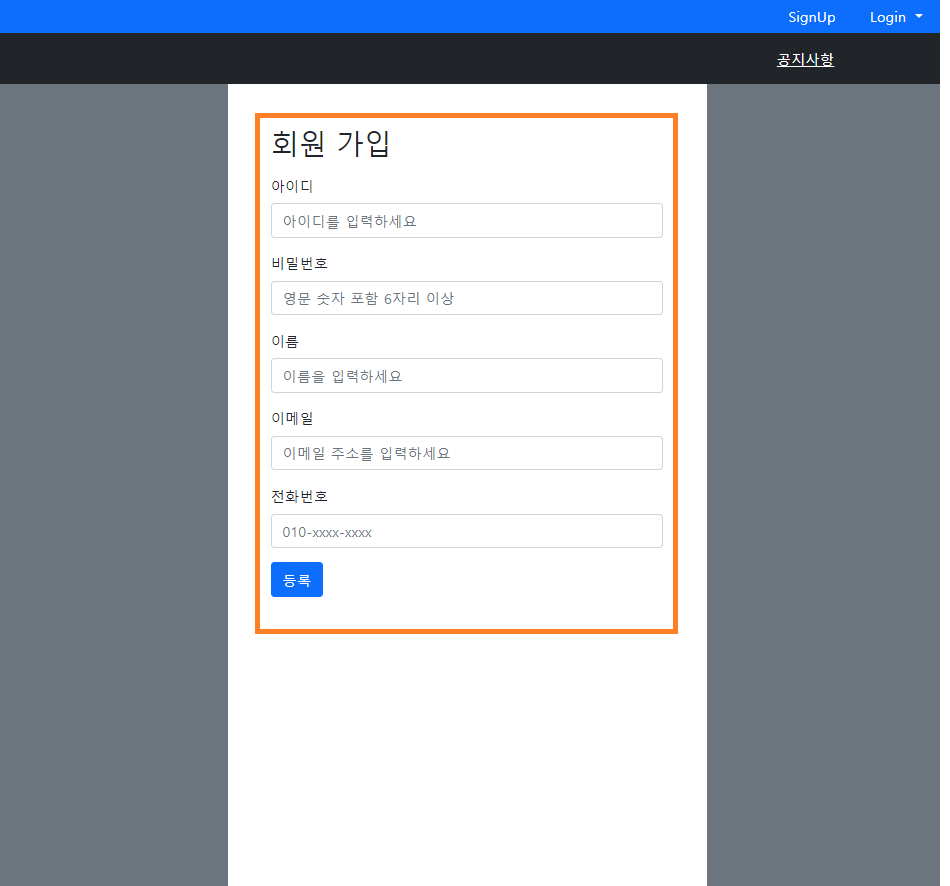 SignUp Login
공지사항
회원 가입
아이디
아이디를 입력하세요
비밀번호
영문 숫자 포함 6자리 이상
이름
이름을 입력하세요
이메일
이메일 주소를 입력하세요
전화번호
010-xxxx-xxxx
등록